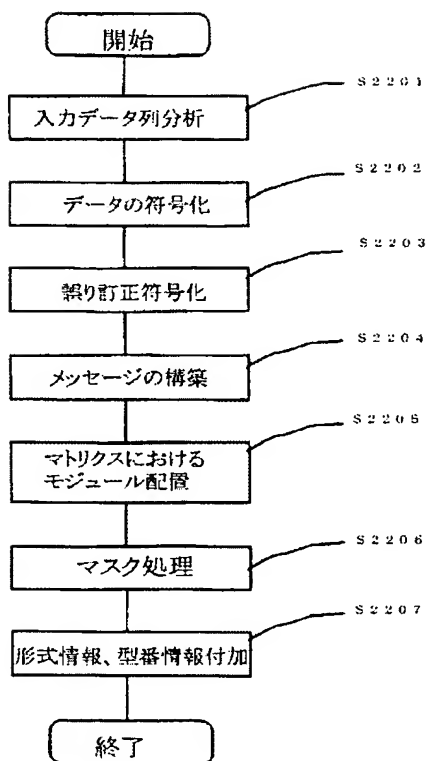 開始
S2201
入力データ列分析
S2202
データの符号化
S2203
誤り訂正符号化
S2204
メッセージの構築
S2205
マトリクスにおける
モジュール配置
S2206
マスク処理
S2207
形式情報、型番情報付加
終了